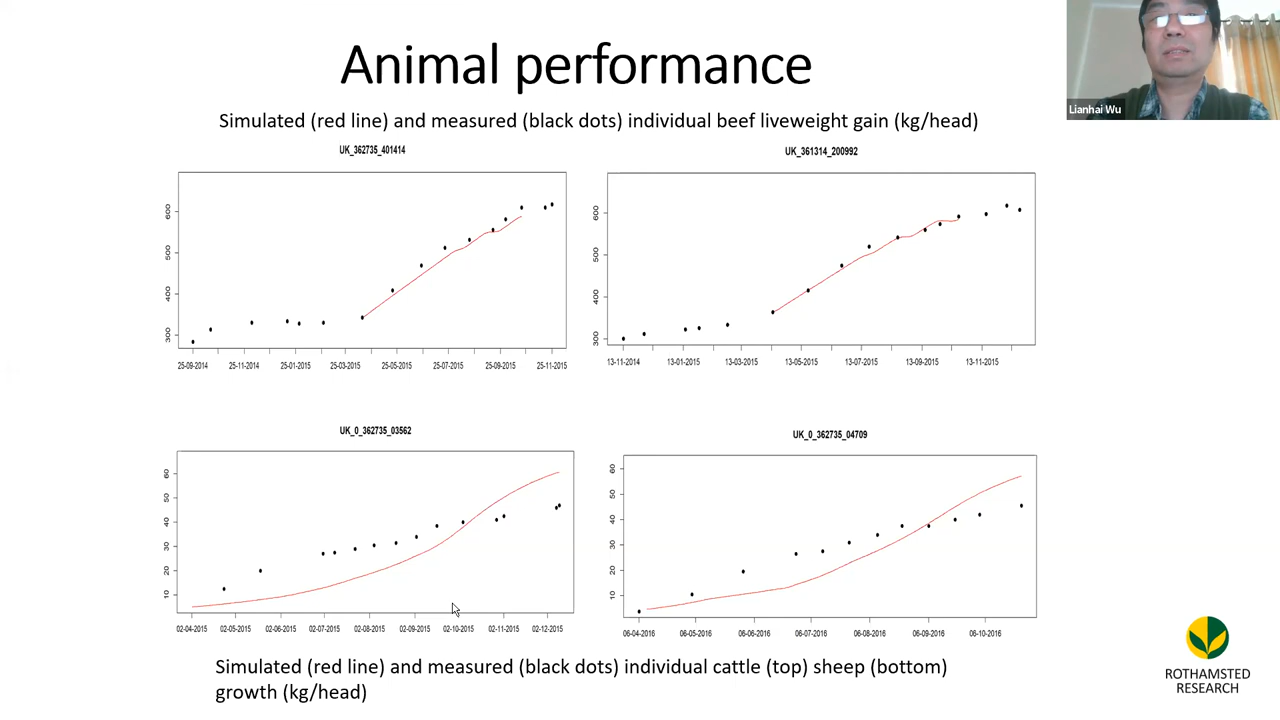 Animal performance
Lianhai Wu
Simulated (red line) and measured (black dots) individual beef liveweight gain (kg/head)
UK_362735_401414
UK_361314_200992
600
500
400
300
25-09-2014 25-11-2014 25-01-2015 25-03-2015 25-05-2015 25-07-2015 25-09-2015 25-11-2015
600
500
400
300
13-11-2014 13-01-2015 13-03-2015 13-05-2015 13-07-2015 13-09-2015 13-11-2015
UK_0_362735_03562
UK_0_362735_04709
60
50
40
30
20
10
02-04-2015 02-05-2015 02-06-2015 02-07-2015 02-08-2015 02-09-2015 02-10-2015 02-11-2015 02-12-2015
60
50
40
30
20
10
06-04-2016 06-05-2016 06-06-2016 06-07-2016 06-08-2016 06-09-2016 06-10-2016
Simulated (red line) and measured (black dots) individual cattle (top) sheep (bottom)
growth (kg/head)
ROTHAMSTED
RESEARCH